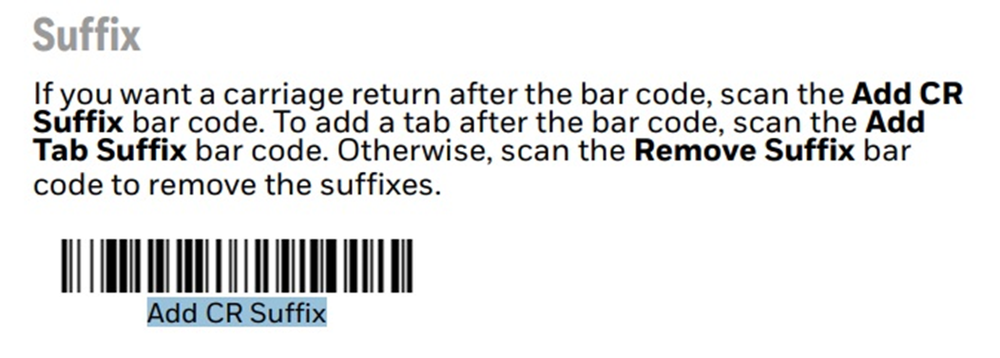 Suffix
If you want a carriage return after the bar code, scan the Add CR
Suffix bar code. To add a tab after the bar code, scan the Add
Tab Suffix bar code. Otherwise, scan the Remove Suffix bar
code to remove the suffixes.
Add CR Suffix